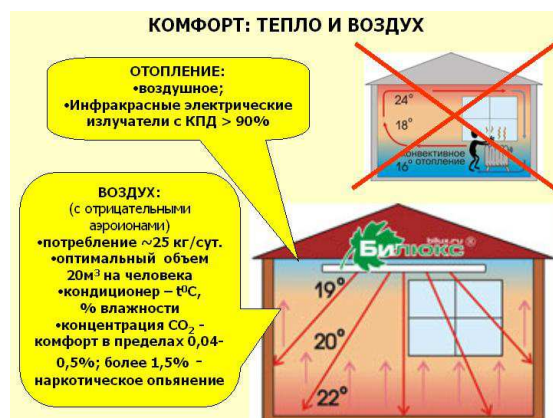 КОМФОРТ: ТЕПЛО И ВОЗДУХ
ОТОПЛЕНИЕ:
•воздушное;
•Инфракрасные электрические
излучатели с КПД > 90%
24°
18°
конвективное
16° отопление
ВОЗДУХ:
(с отрицательными
аэроионами)
•потребление ~25 кг/сут.
•оптимальный объем
20м³ на человека
•кондиционер – t⁰C,
% влажности
•концентрация CO₂ -
комфорт в пределах 0,04-
0,5%; более 1,5% -
наркотическое опьянение
bilux.ru
БИЛЮКС®
19°
20°
22°